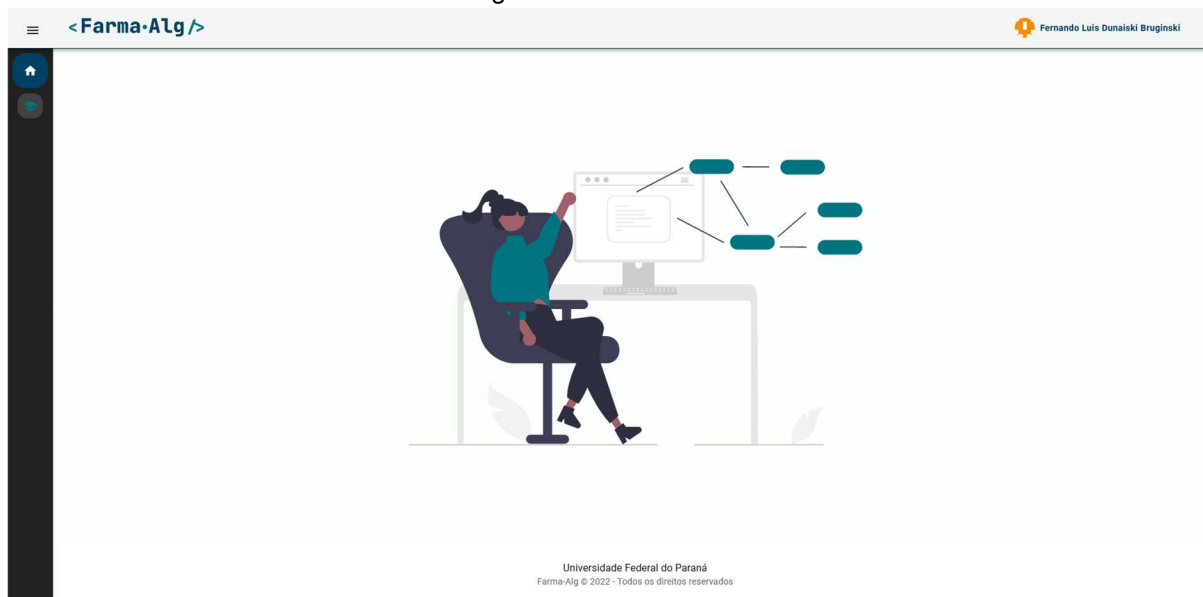 <Farma·Alg/>
Fernando Luis Dunaiski Bruginski
Universidade Federal do Paraná
Farma-Alg © 2022 - Todos os direitos reservados